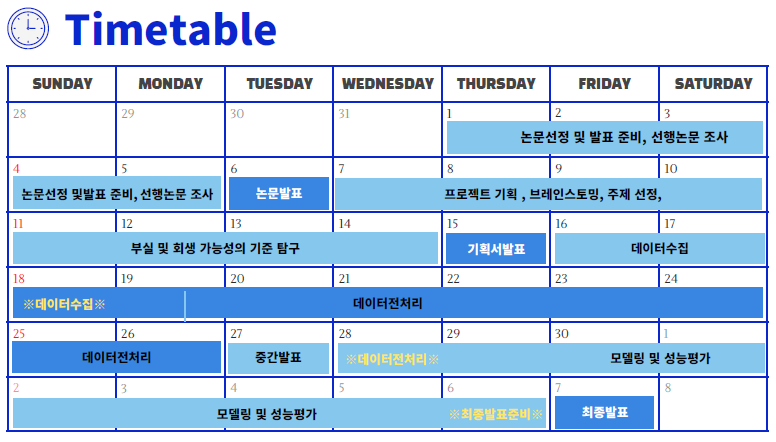 Timetable
SUNDAY MONDAY TUESDAY WEDNESDAY THURSDAY FRIDAY SATURDAY
28 29 30 31 1 2 3
논문선정 및 발표 준비, 선행논문 조사
4 5 6 7 8 9 10
논문선정 및발표 준비, 선행논문 조사 논문발표 프로젝트 기획 , 브레인스토밍, 주제 선정,
11 12 13 14 15 16 17
부실 및 회생 가능성의 기준 탐구 기획서발표 데이터수집
18 19 20 21 22 23 24
※데이터수집※ 데이터전처리
25 26 27 28 29 30 1
데이터전처리 중간발표 ※데이터전처리※ 모델링 및 성능평가
2 3 4 5 6 7 8
모델링 및 성능평가 ※최종발표준비※ 최종발표